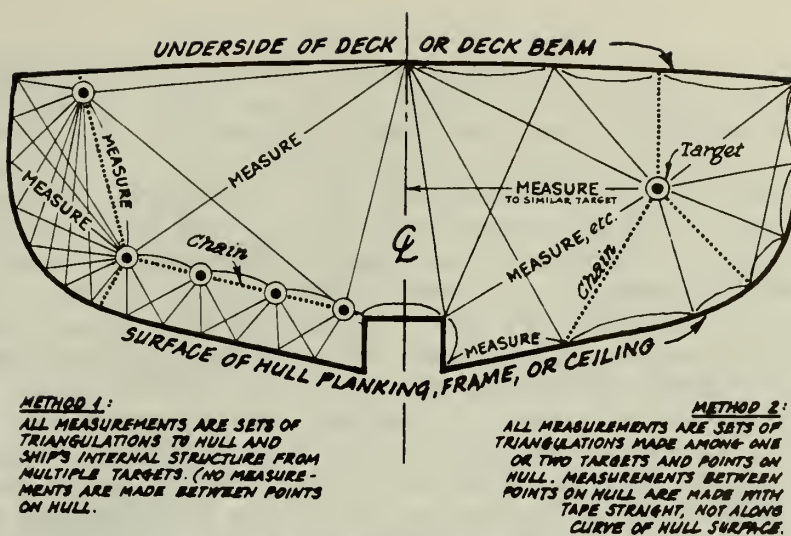 UNDERSIDE OF DECK OR DECK BEAM
MEASURE
MEASURE
MEASURE
Target
MEASURE
TO SIMILAR TARGET
Chain
℄
MEASURE, etc.
Chain
MEASURE
SURFACE OF HULL PLANKING, FRAME, OR CEILING
METHOD 1:
ALL MEASUREMENTS ARE SETS OF
TRIANGULATIONS TO HULL AND
SHIP'S INTERNAL STRUCTURE FROM
MULTIPLE TARGETS. (NO MEASURE-
MENTS ARE MADE BETWEEN POINTS
ON HULL.
METHOD 2:
ALL MEASUREMENTS ARE SETS OF
TRIANGULATIONS MADE AMONG ONE
OR TWO TARGETS AND POINTS ON
HULL. MEASUREMENTS BETWEEN
POINTS ON HULL ARE MADE WITH
TAPE STRAIGHT, NOT ALONG
CURVE OF HULL SURFACE.